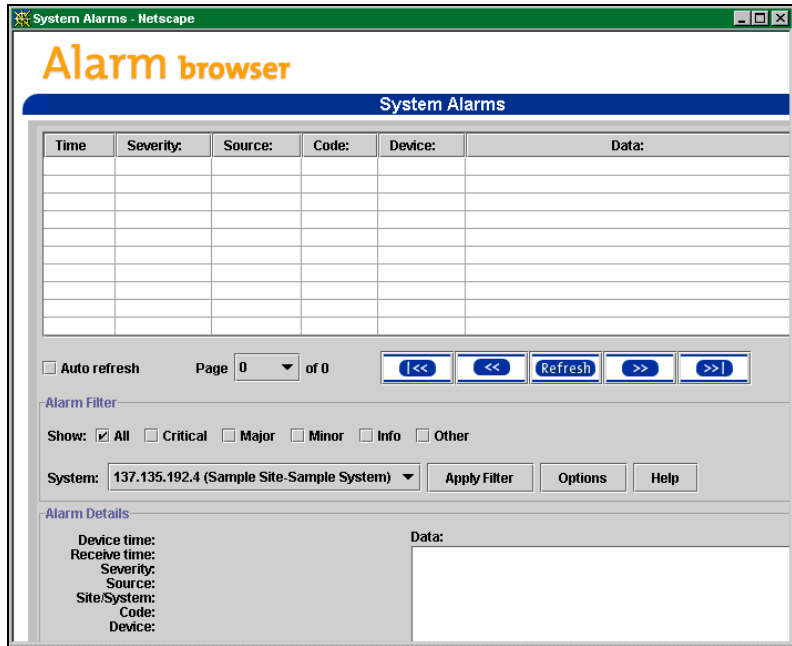 System Alarms - Netscape
Alarm browser
System Alarms
Time Severity: Source: Code: Device: Data:
Auto refresh Page 0 of 0 |<< << Refresh >> >>|
Alarm Filter
Show: All Critical Major Minor Info Other
System: 137.135.192.4 (Sample Site-Sample System) Apply Filter Options Help
Alarm Details
Device time: Data:
Receive time:
Severity:
Source:
Site/System:
Code:
Device: